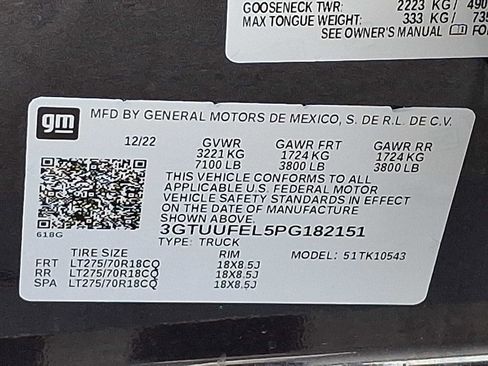 GOOSENECK TWR: 2223 KG/ 490
MAX TONGUE WEIGHT: 333 KG/ 735
SEE OWNER'S MANUAL FO
gm
MFD BY GENERAL MOTORS DE MEXICO, S. DE R.L. DE C.V.
12/22 GVWR GAWR FRT GAWR RR
3221 KG 1724 KG 1724 KG
7100 LB 3800 LB 3800 LB
THIS VEHICLE CONFORMS TO ALL
APPLICABLE U.S. FEDERAL MOTOR
VEHICLE SAFETY STANDARDS IN EFFECT
ON THE DATE OF MANUFACTURE
SHOWN ABOVE.
3GTUUFEL5PG182151
618G
TYPE: TRUCK
TIRE SIZE RIM MODEL: 51TK10543
FRT LT275/70R18CQ 18X8.5J
RR LT275/70R18CQ 18X8.5J
SPA LT275/70R18CQ 18X8.5J